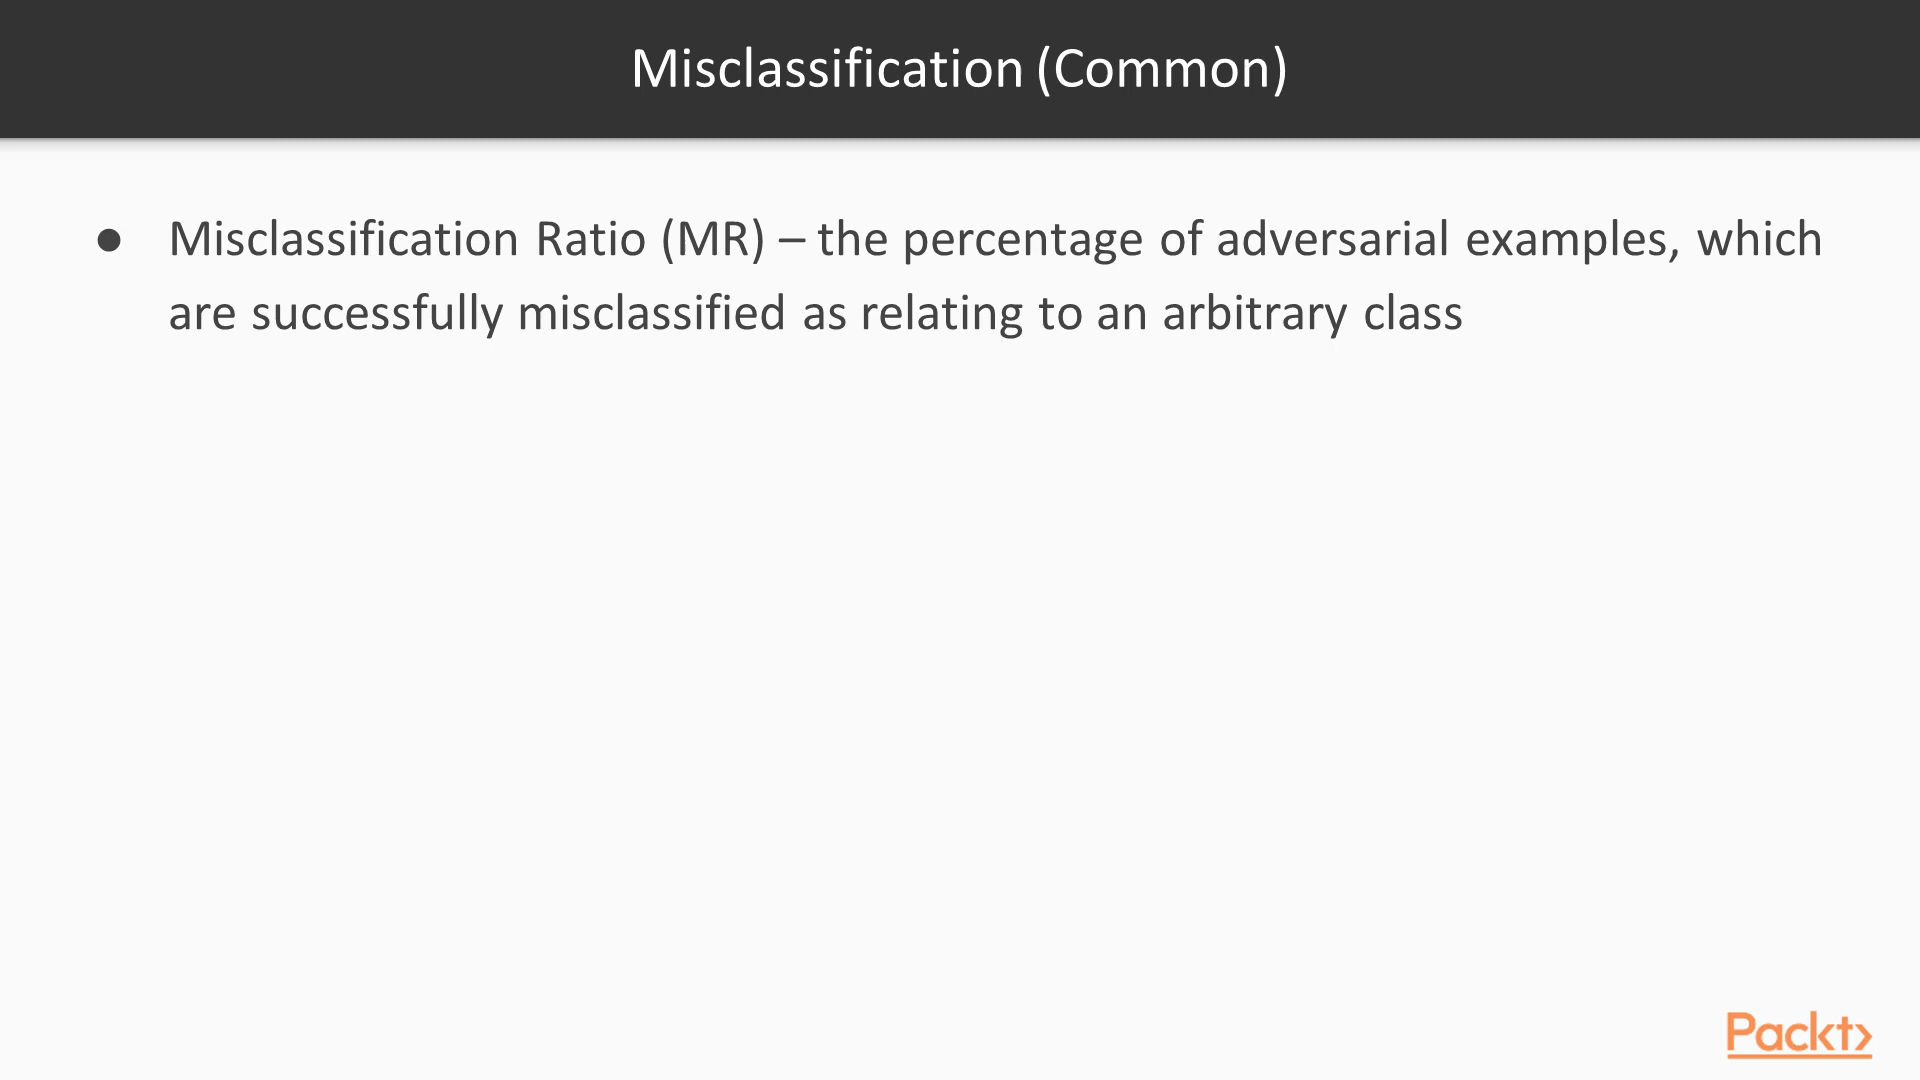 Misclassification (Common)
● Misclassification Ratio (MR) – the percentage of adversarial examples, which
are successfully misclassified as relating to an arbitrary class
Packt>